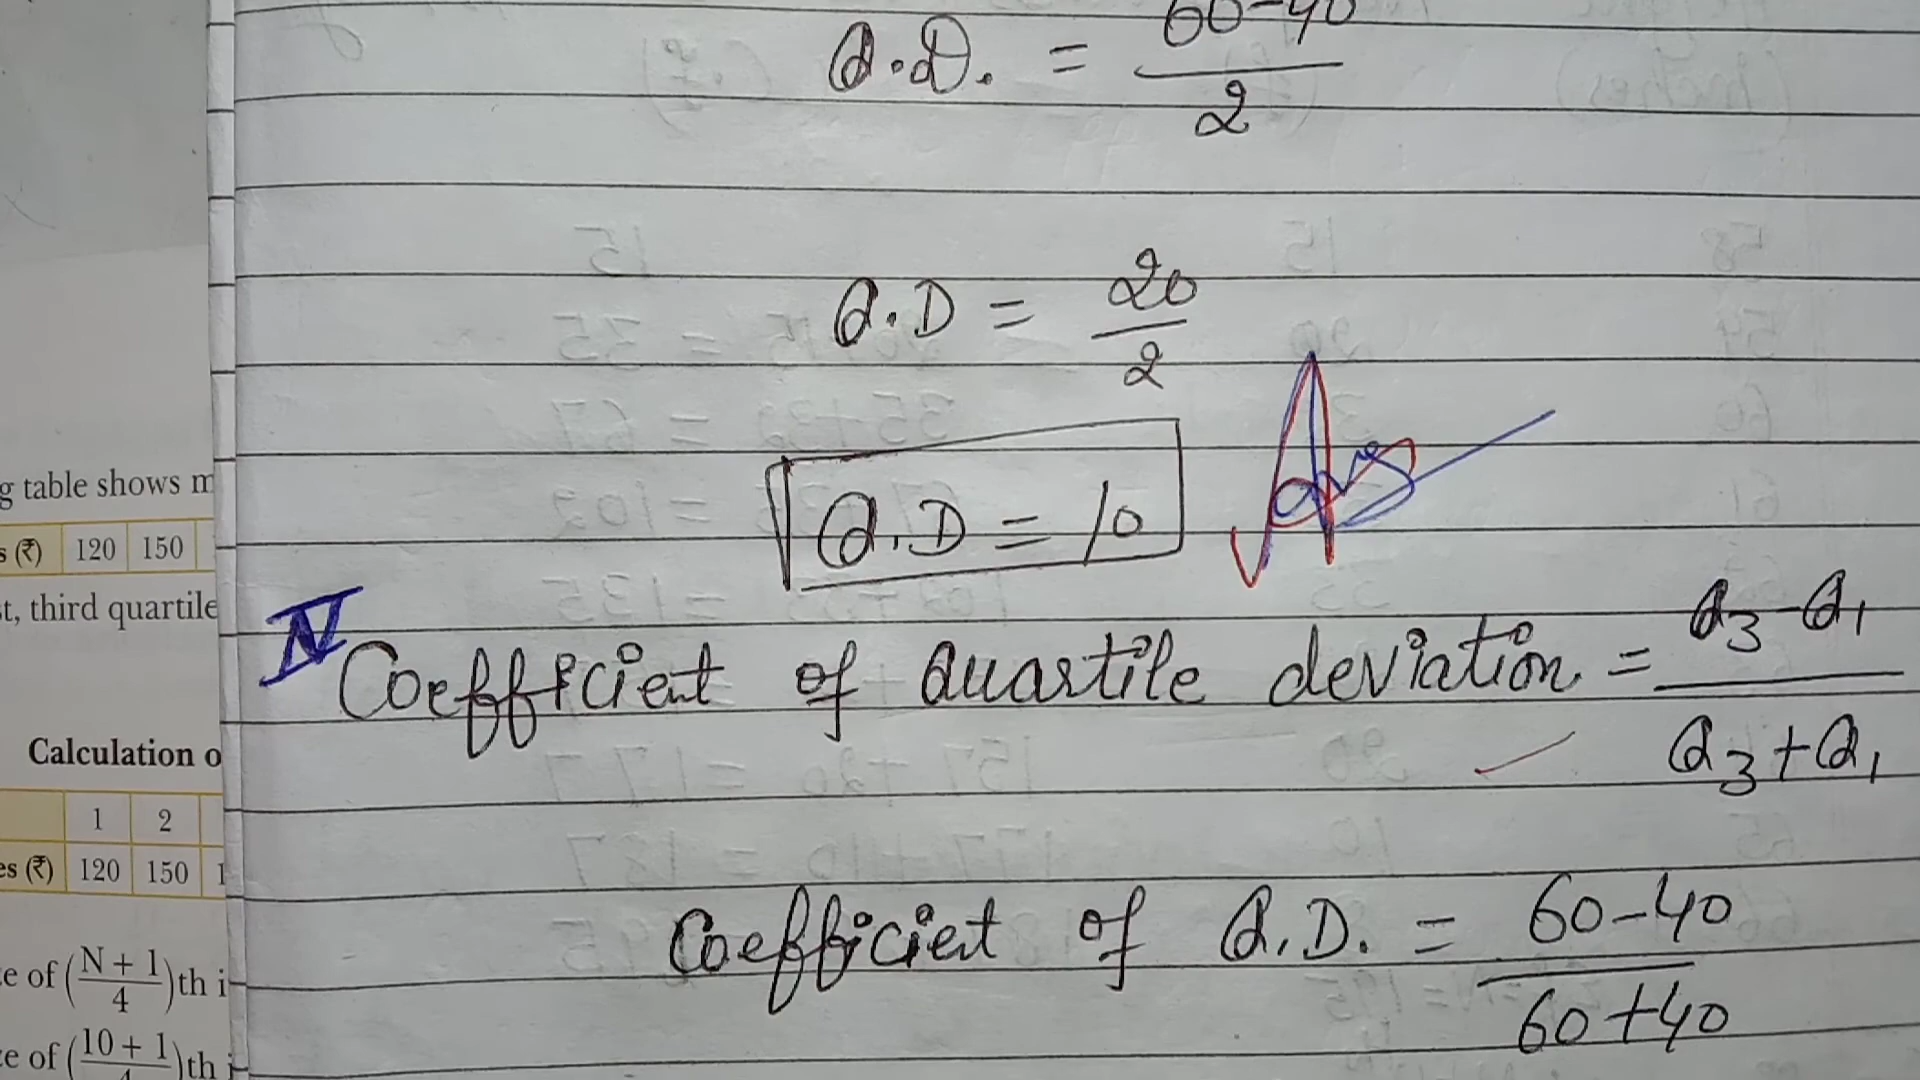 Q.D. = 60-40
2
Q.D = 20
2
Q.D = 10 Ans
IV Coefficient of Quartile deviation = Q3-Q1
Q3+Q1
Coefficient of Q.D. = 60-40
60+40
g table shows m
s (₹) 120 150
t, third quartile
Calculation o
1 2
es (₹) 120 150 1
e of (N + 1
4)th i
e of (10 + 1
)th i